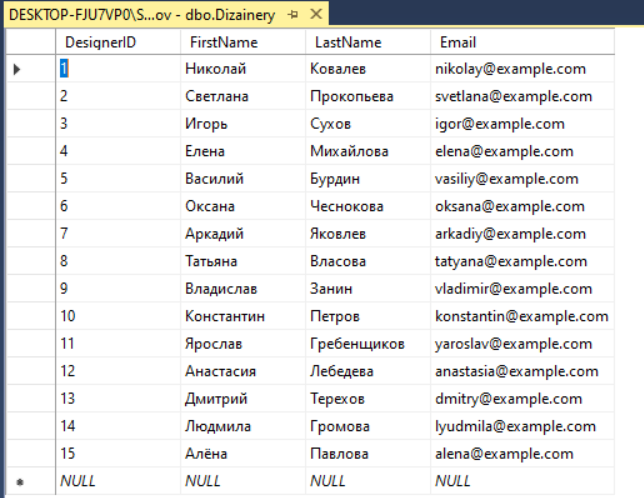 DESKTOP-FJU7VP0\S...ov - dbo.Dizainery
DesignerID FirstName LastName Email
1 Николай Ковалев nikolay@example.com
2 Светлана Прокопьева svetlana@example.com
3 Игорь Сухов igor@example.com
4 Елена Михайлова elena@example.com
5 Василий Бурдин vasiliy@example.com
6 Оксана Чеснокова oksana@example.com
7 Аркадий Яковлев arkadiy@example.com
8 Татьяна Власова tatyana@example.com
9 Владислав Занин vladimir@example.com
10 Константин Петров konstantin@example.com
11 Ярослав Гребенщиков yaroslav@example.com
12 Анастасия Лебедева anastasia@example.com
13 Дмитрий Терехов dmitry@example.com
14 Людмила Громова lyudmila@example.com
15 Алёна Павлова alena@example.com
NULL NULL NULL NULL